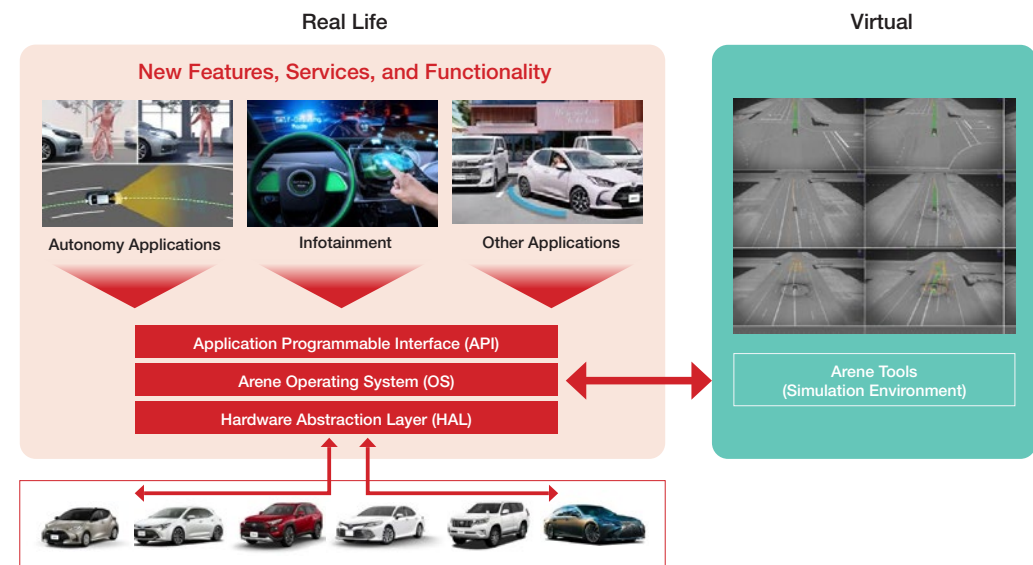 Real Life
Virtual
New Features, Services, and Functionality
Autonomy Applications
Infotainment
Other Applications
Application Programmable Interface (API)
Arene Operating System (OS)
Hardware Abstraction Layer (HAL)
Arene Tools
(Simulation Environment)